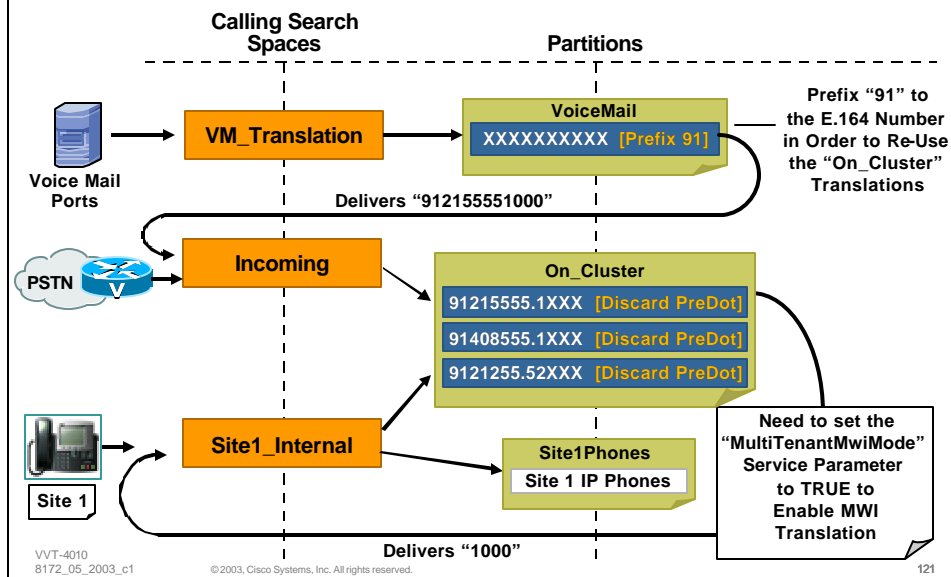 Calling Search
Spaces
Partitions
VoiceMail
XXXXXXXXXX [Prefix 91]
VM_Translation
Voice Mail
Ports
Prefix “91” to
the E.164 Number
in Order to Re-Use
the “On_Cluster”
Translations
Delivers “912155551000”
PSTN
V
Incoming
On_Cluster
91215555.1XXX [Discard PreDot]
91408555.1XXX [Discard PreDot]
9121255.52XXX [Discard PreDot]
Site 1
Site1_Internal
Site1Phones
Site 1 IP Phones
Need to set the
“MultiTenantMwiMode”
Service Parameter
to TRUE to
Enable MWI
Translation
Delivers “1000”
VVT-4010
8172_05_2003_c1
© 2003, Cisco Systems, Inc. All rights reserved.
121